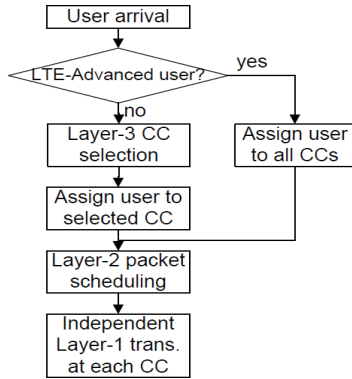 User arrival
LTE-Advanced user?
yes
no
Layer-3 CC
selection
Assign user
to all CCs
Assign user to
selected CC
Layer-2 packet
scheduling
Independent
Layer-1 trans.
at each CC